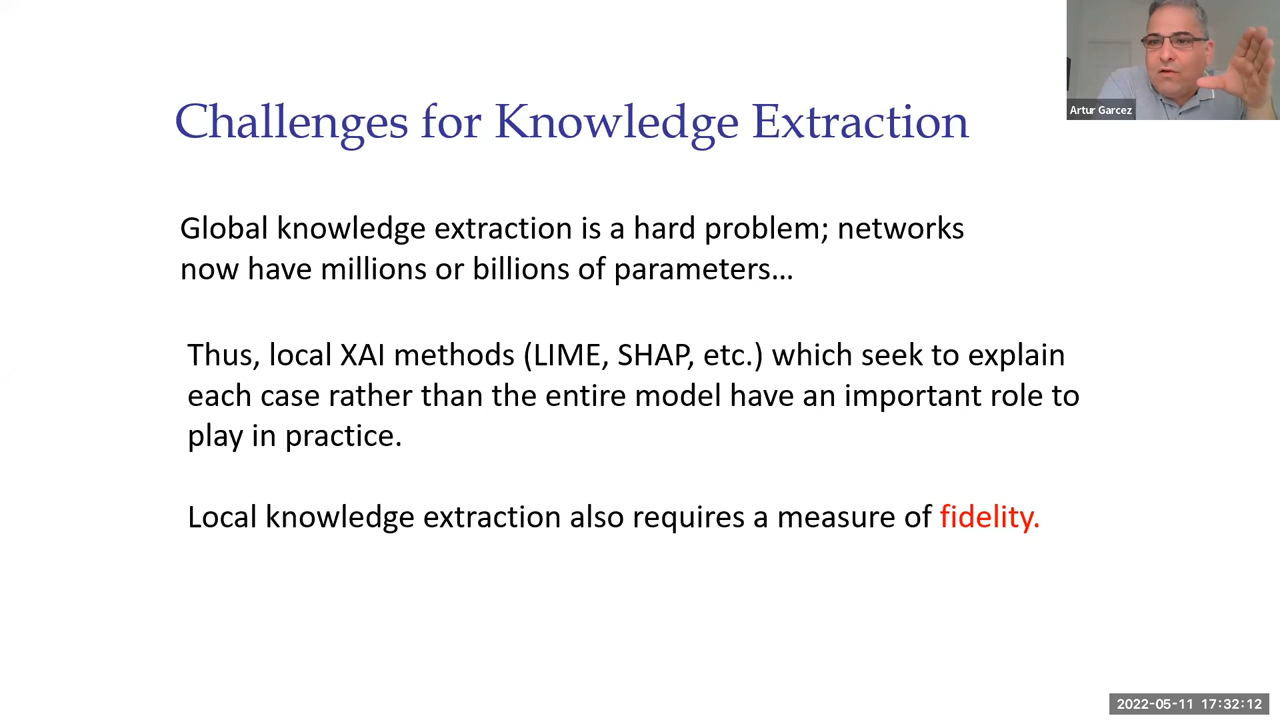 Artur Garcez
Challenges for Knowledge Extraction
Global knowledge extraction is a hard problem; networks
now have millions or billions of parameters…
Thus, local XAI methods (LIME, SHAP, etc.) which seek to explain
each case rather than the entire model have an important role to
play in practice.
Local knowledge extraction also requires a measure of fidelity.
2022-05-11 17:32:12